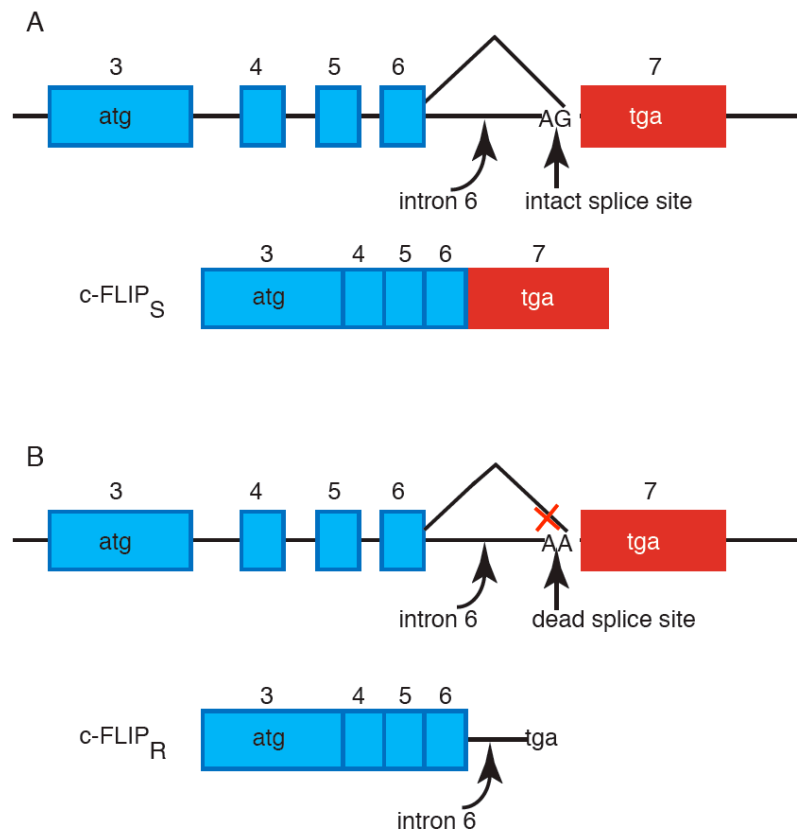 A
3 4 5 6 7
atg AG tga
intron 6 intact splice site
3 4 5 6 7
c-FLIPS atg tga
B
3 4 5 6 7
atg AA tga
intron 6 dead splice site
3 4 5 6
c-FLIPR atg tga
intron 6